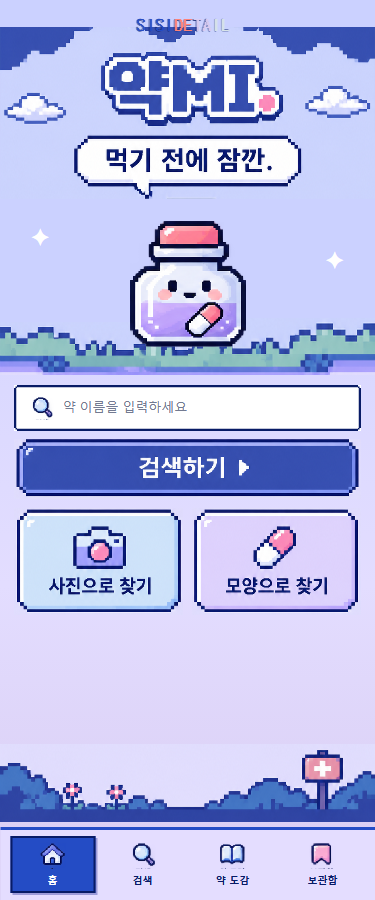 SISIDETAIL
약MI.
먹기 전에 잠깐.
약 이름을 입력하세요
검색하기
사진으로 찾기
모양으로 찾기
홈
검색
약 도감
보관함